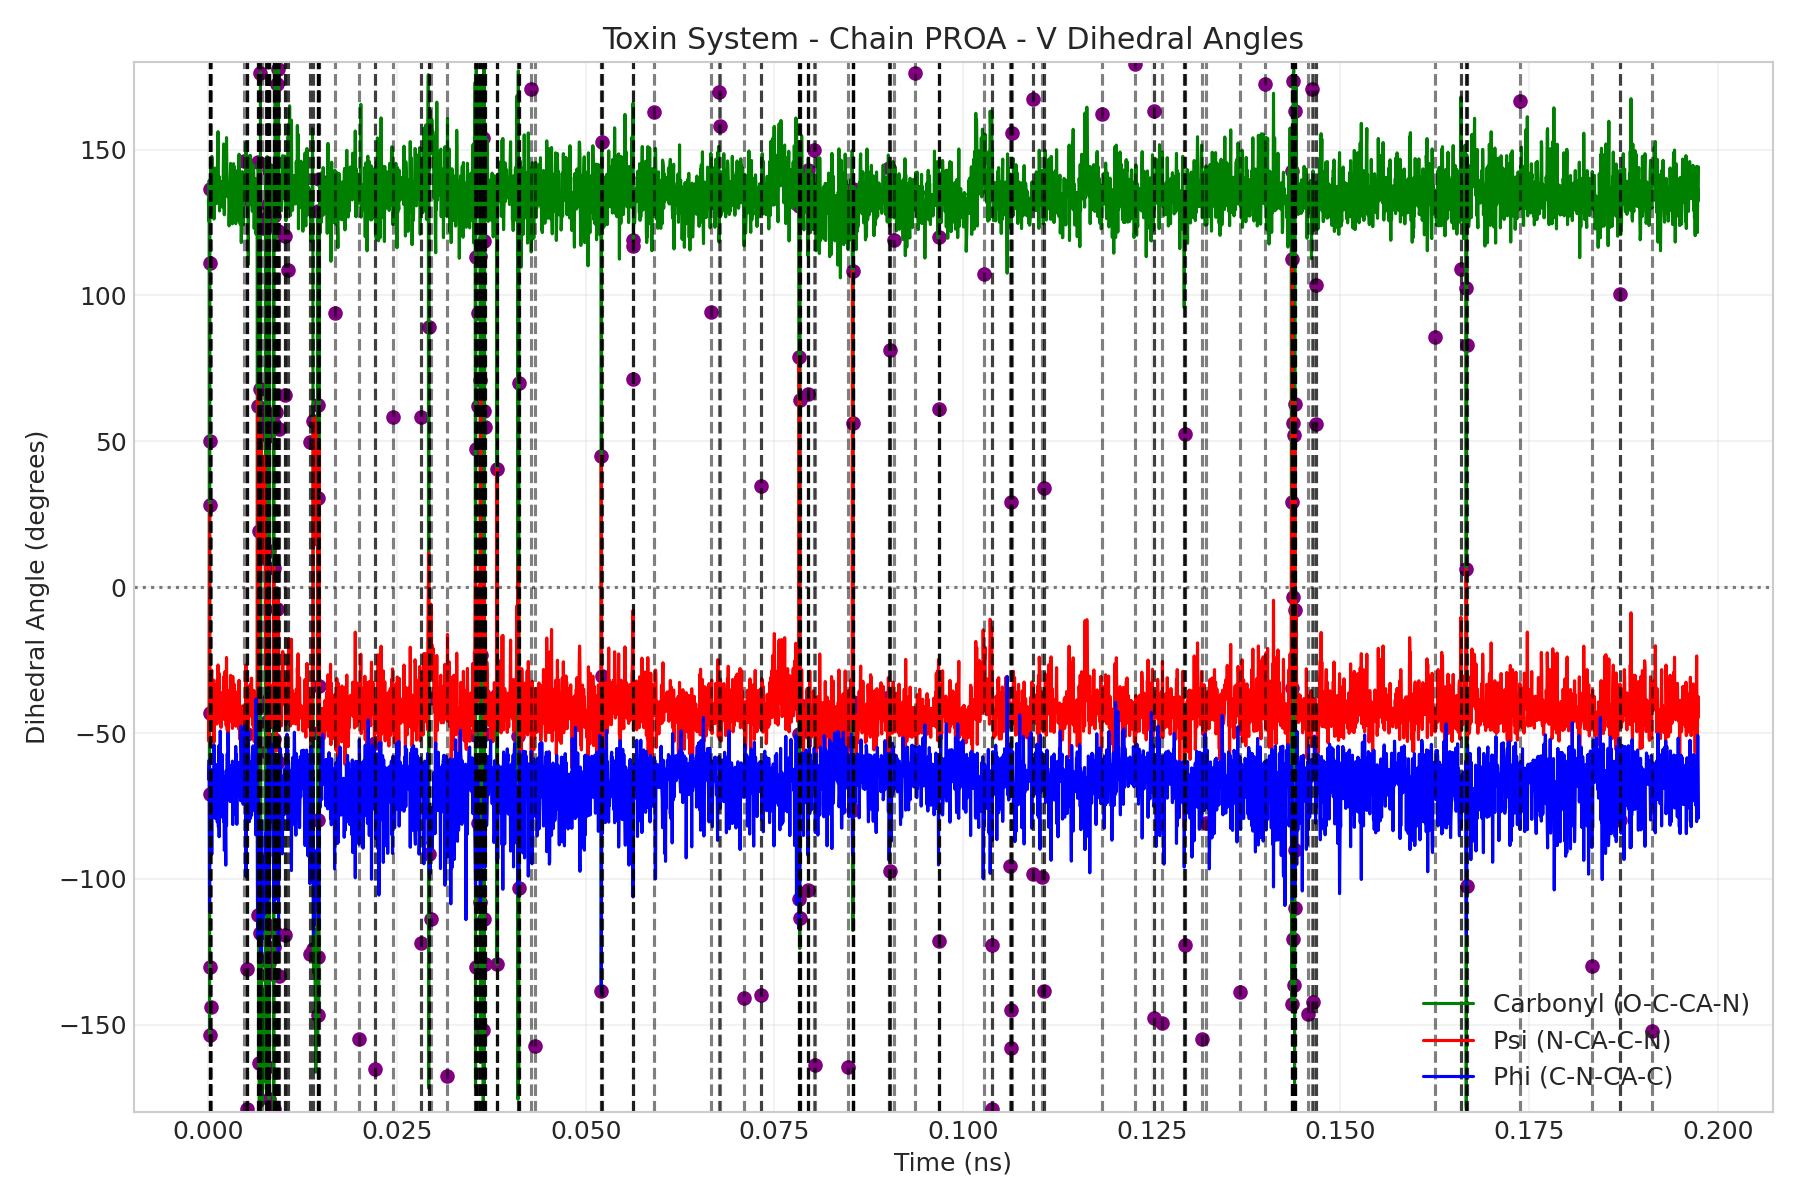 Toxin System - Chain PROA - V Dihedral Angles
150
100
50
0
−50
−100
−150
Dihedral Angle (degrees)
Carbonyl (O-C-CA-N)
Psi (N-CA-C-N)
Phi (C-N-CA-C)
0.000 0.025 0.050 0.075 0.100 0.125 0.150 0.175 0.200
Time (ns)